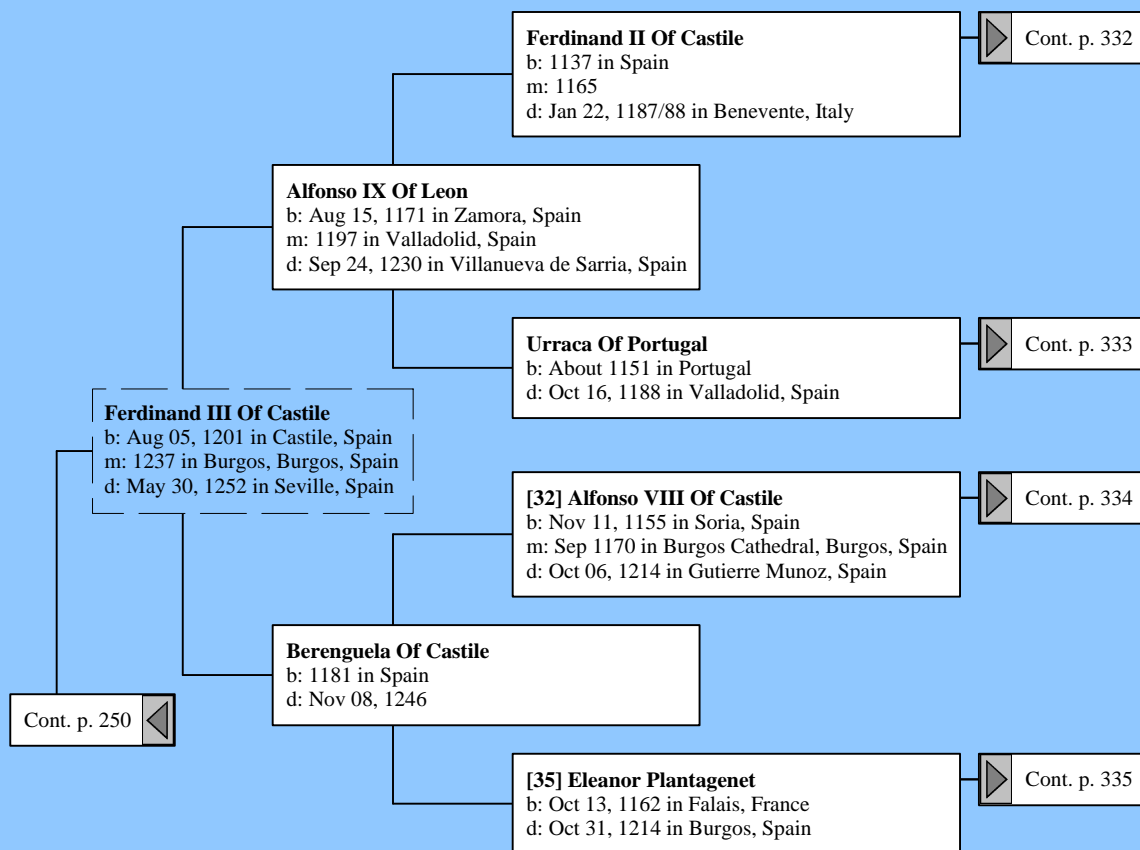 Ferdinand II Of Castile
b: 1137 in Spain
m: 1165
d: Jan 22, 1187/88 in Benevente, Italy
Cont. p. 332
Alfonso IX Of Leon
b: Aug 15, 1171 in Zamora, Spain
m: 1197 in Valladolid, Spain
d: Sep 24, 1230 in Villanueva de Sarria, Spain
Urraca Of Portugal
b: About 1151 in Portugal
d: Oct 16, 1188 in Valladolid, Spain
Cont. p. 333
Ferdinand III Of Castile
b: Aug 05, 1201 in Castile, Spain
m: 1237 in Burgos, Burgos, Spain
d: May 30, 1252 in Seville, Spain
[32] Alfonso VIII Of Castile
b: Nov 11, 1155 in Soria, Spain
m: Sep 1170 in Burgos Cathedral, Burgos, Spain
d: Oct 06, 1214 in Gutierre Munoz, Spain
Cont. p. 334
Berenguela Of Castile
b: 1181 in Spain
d: Nov 08, 1246
Cont. p. 250
[35] Eleanor Plantagenet
b: Oct 13, 1162 in Falais, France
d: Oct 31, 1214 in Burgos, Spain
Cont. p. 335